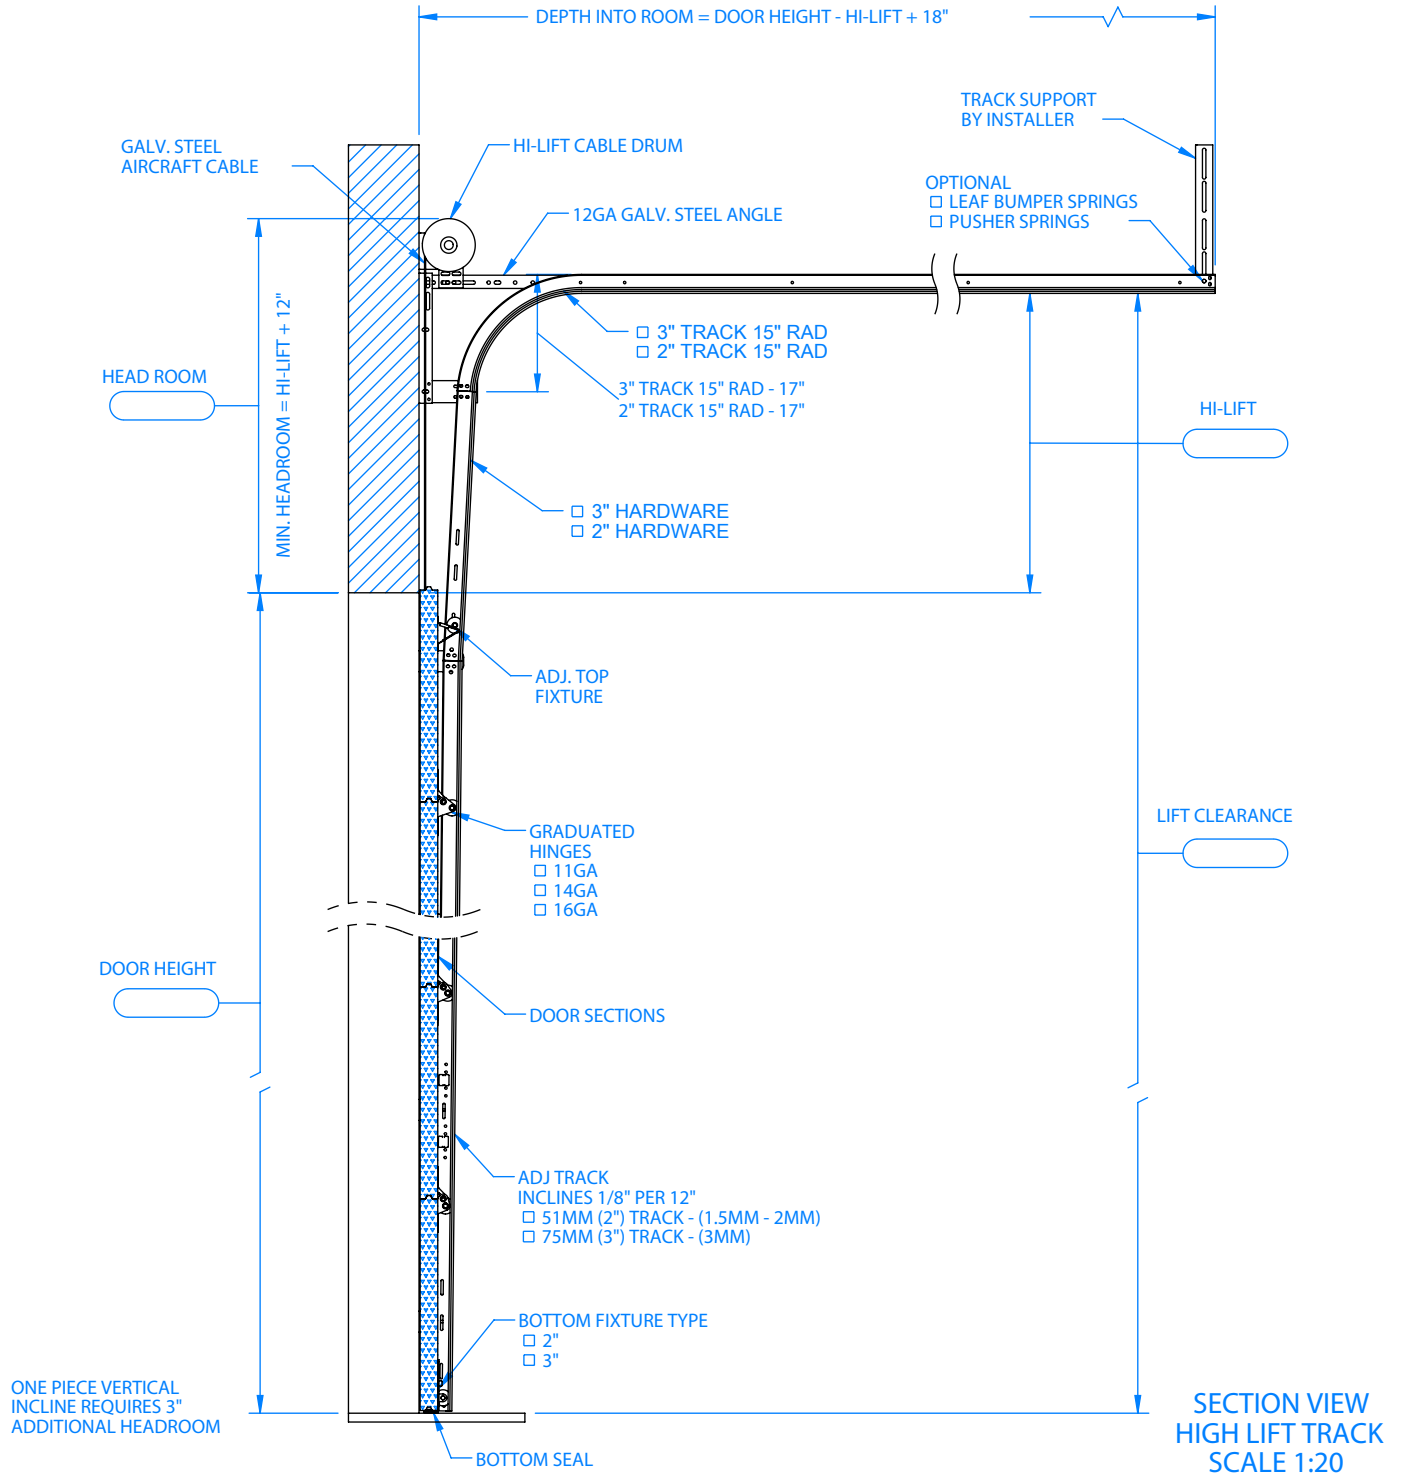 DEPTH INTO ROOM = DOOR HEIGHT - HI-LIFT + 18"
TRACK SUPPORT
BY INSTALLER
GALV. STEEL
AIRCRAFT CABLE
HI-LIFT CABLE DRUM
OPTIONAL
□ LEAF BUMPER SPRINGS
□ PUSHER SPRINGS
12GA GALV. STEEL ANGLE
MIN. HEADROOM = HI-LIFT + 12"
□ 3" TRACK 15" RAD
□ 2" TRACK 15" RAD
HEAD ROOM
3" TRACK 15" RAD - 17"
2" TRACK 15" RAD - 17"
HI-LIFT
□ 3" HARDWARE
□ 2" HARDWARE
ADJ. TOP
FIXTURE
LIFT CLEARANCE
GRADUATED
HINGES
□ 11GA
□ 14GA
□ 16GA
DOOR HEIGHT
DOOR SECTIONS
ADJ TRACK
INCLINES 1/8" PER 12"
□ 51MM (2") TRACK - (1.5MM - 2MM)
□ 75MM (3") TRACK - (3MM)
BOTTOM FIXTURE TYPE
□ 2"
□ 3"
ONE PIECE VERTICAL
INCLINE REQUIRES 3"
ADDITIONAL HEADROOM
BOTTOM SEAL
SECTION VIEW
HIGH LIFT TRACK
SCALE 1:20